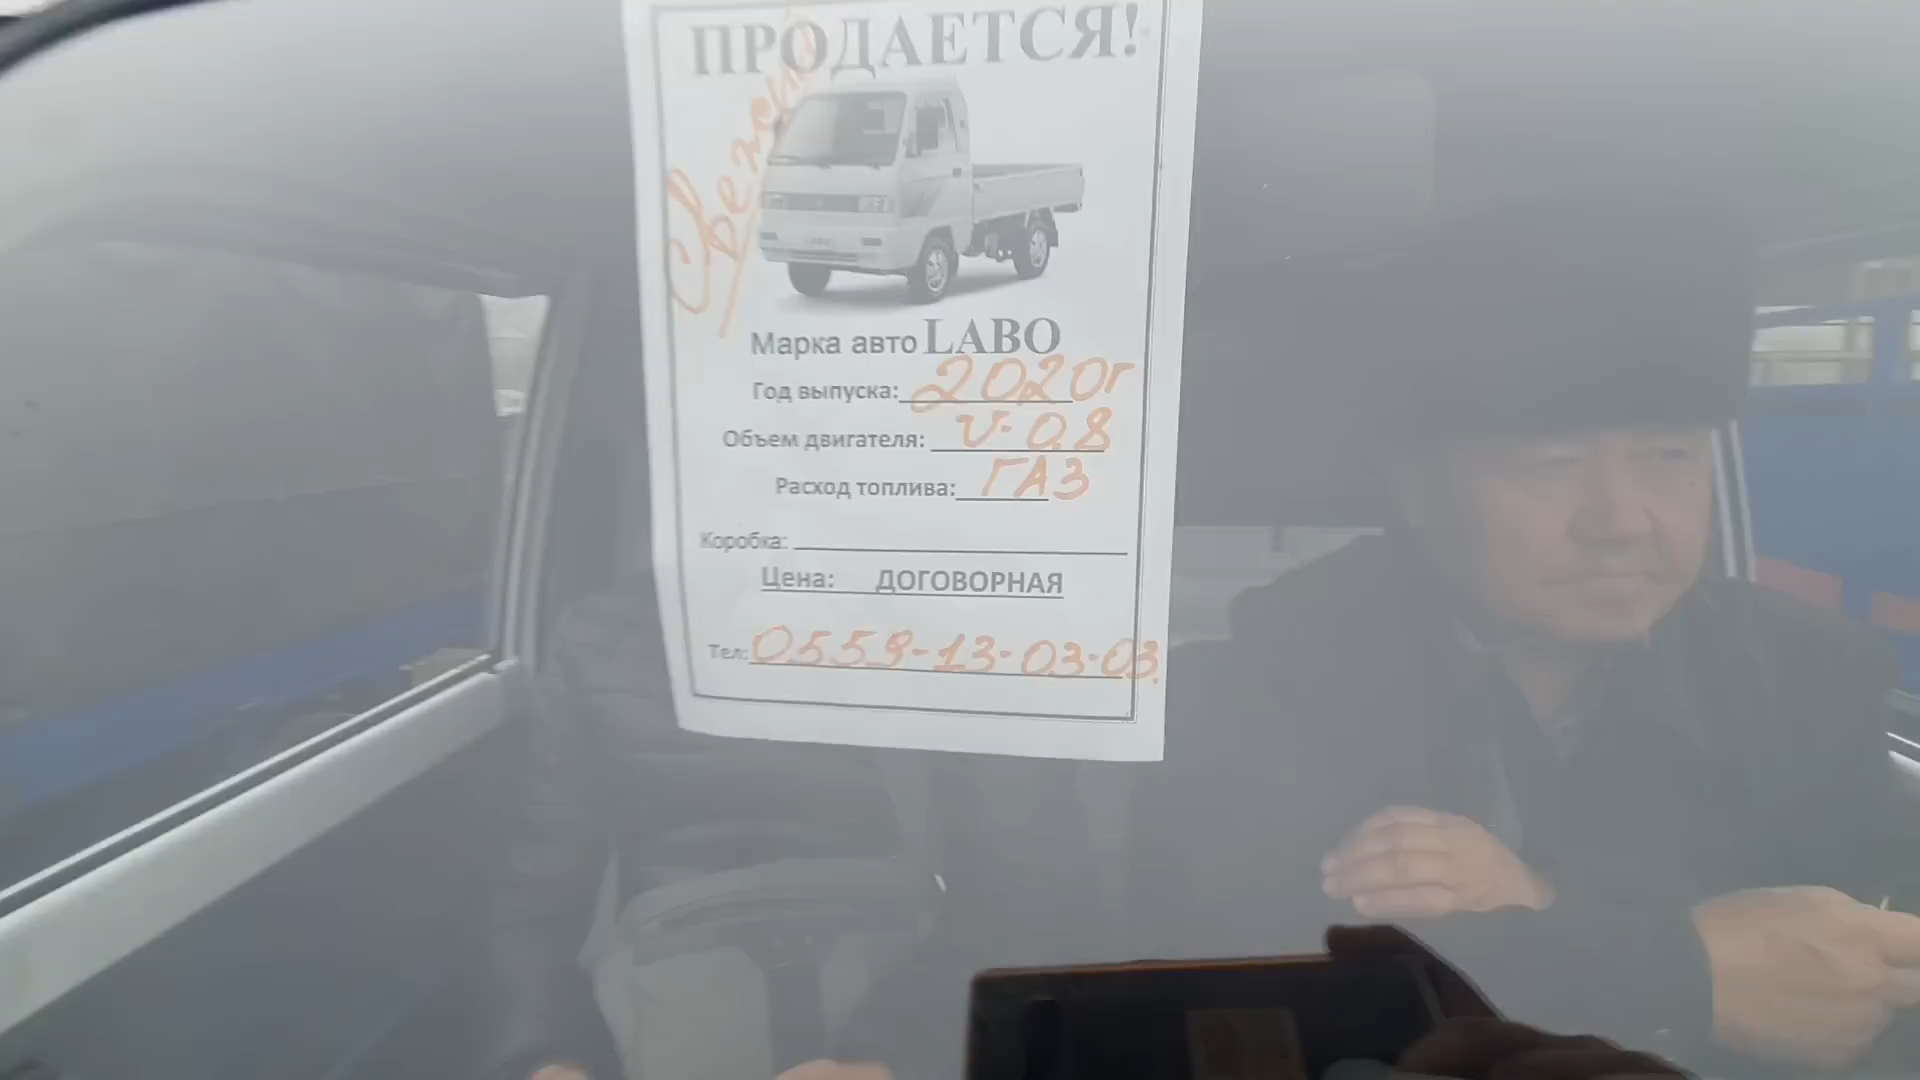 ПРОДАЕТСЯ!
Свежий
Марка авто LABO
Год выпуска: 2020г
Объем двигателя: V-0.8
Расход топлива: ГАЗ
Коробка:
Цена: ДОГОВОРНАЯ
Тел: 0559-13-03-03.